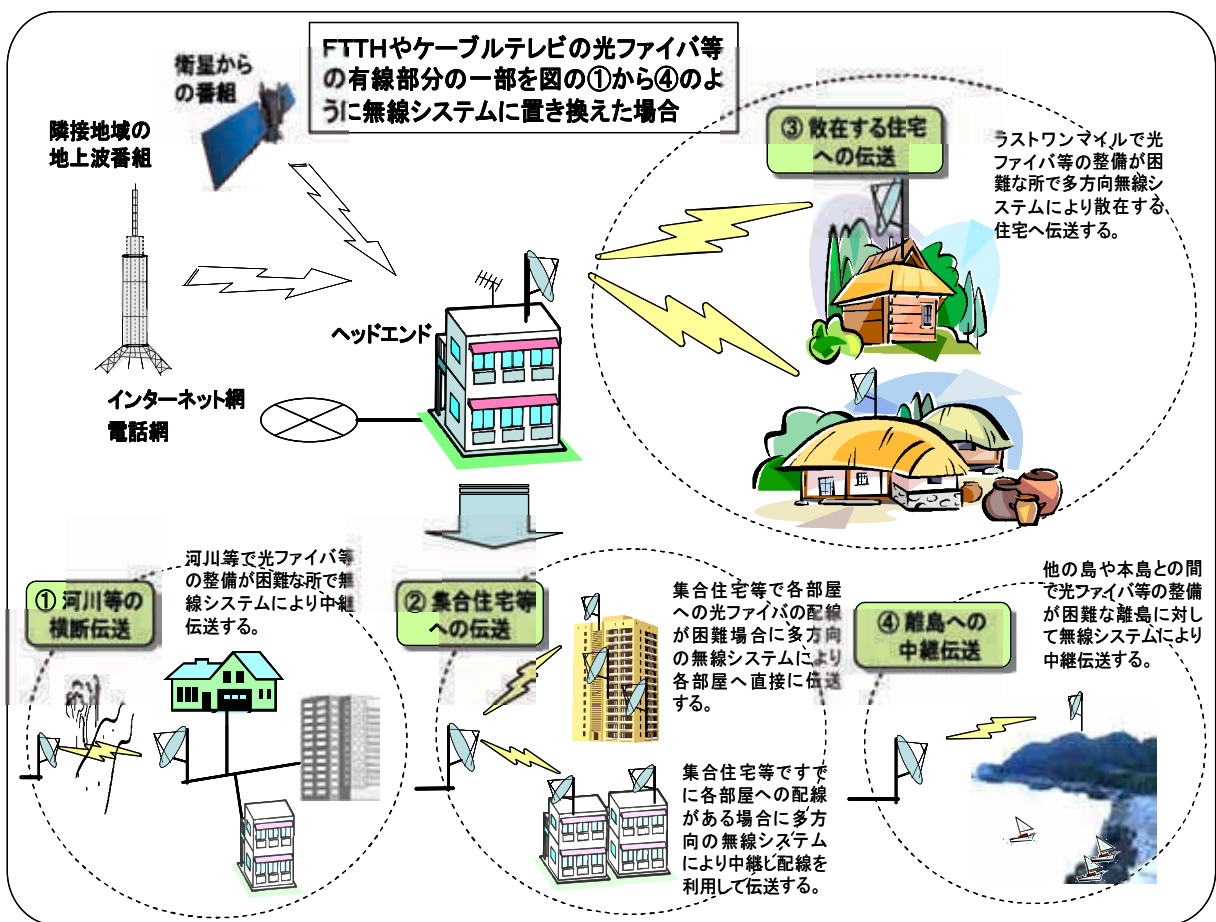 FTTHやケーブルテレビの光ファイバ等
の有線部分の一部を図の①から④のよ
うに無線システムに置き換えた場合
衛星から
の番組
隣接地域の
地上波番組
ヘッドエンド
インターネット網
電話網
③ 散在する住宅
への伝送
ラストワンマイルで光
ファイバ等の整備が困
難な所で多方向無線シ
ステムにより散在する
住宅へ伝送する。
① 河川等の
横断伝送
河川等で光ファイバ等
の整備が困難な所で無
線システムにより中継
伝送する。
② 集合住宅等
への伝送
集合住宅等で各部屋
への光ファイバの配線
が困難場合に多方向
の無線システムにより
各部屋へ直接に伝送
する。
集合住宅等ですで
に各部屋への配線
がある場合に多方
向の無線システム
により中継し配線を
利用して伝送する。
④ 離島への
中継伝送
他の島や本島との間
で光ファイバ等の整備
が困難な離島に対し
て無線システムにより
中継伝送する。